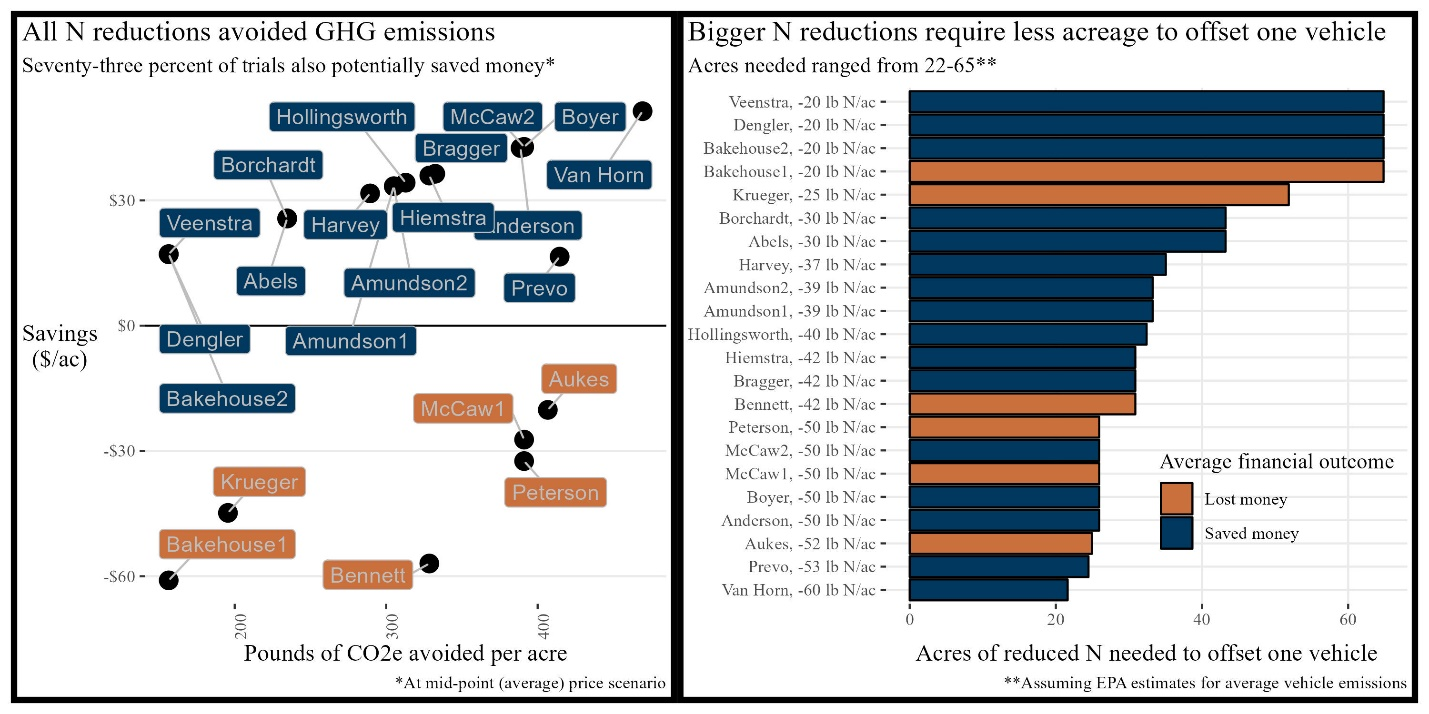 All N reductions avoided GHG emissions
Seventy-three percent of trials also potentially saved money*
Hollingsworth
McCaw2
Boyer
Bragger
Borchardt
Van Horn
$30
Veenstra
Harvey
Hiemstra
nderson
Abels
Amundson2
Prevo
Savings
($/ac)
$0
Dengler
Amundson1
Aukes
Bakehouse2
McCaw1
-$30
Krueger
Peterson
Bakehouse1
Bennett
-$60
200
300
400
Pounds of CO2e avoided per acre
*At mid-point (average) price scenario
Bigger N reductions require less acreage to offset one vehicle
Acres needed ranged from 22-65**
Veenstra, -20 lb N/ac
Dengler, -20 lb N/ac
Bakehouse2, -20 lb N/ac
Bakehouse1, -20 lb N/ac
Krueger, -25 lb N/ac
Borchardt, -30 lb N/ac
Abels, -30 lb N/ac
Harvey, -37 lb N/ac
Amundson2, -39 lb N/ac
Amundson1, -39 lb N/ac
Hollingsworth, -40 lb N/ac
Hiemstra, -42 lb N/ac
Bragger, -42 lb N/ac
Bennett, -42 lb N/ac
Peterson, -50 lb N/ac
McCaw2, -50 lb N/ac
McCaw1, -50 lb N/ac
Boyer, -50 lb N/ac
Anderson, -50 lb N/ac
Aukes, -52 lb N/ac
Prevo, -53 lb N/ac
Van Horn, -60 lb N/ac
Average financial outcome
Lost money
Saved money
0
20
40
60
Acres of reduced N needed to offset one vehicle
**Assuming EPA estimates for average vehicle emissions